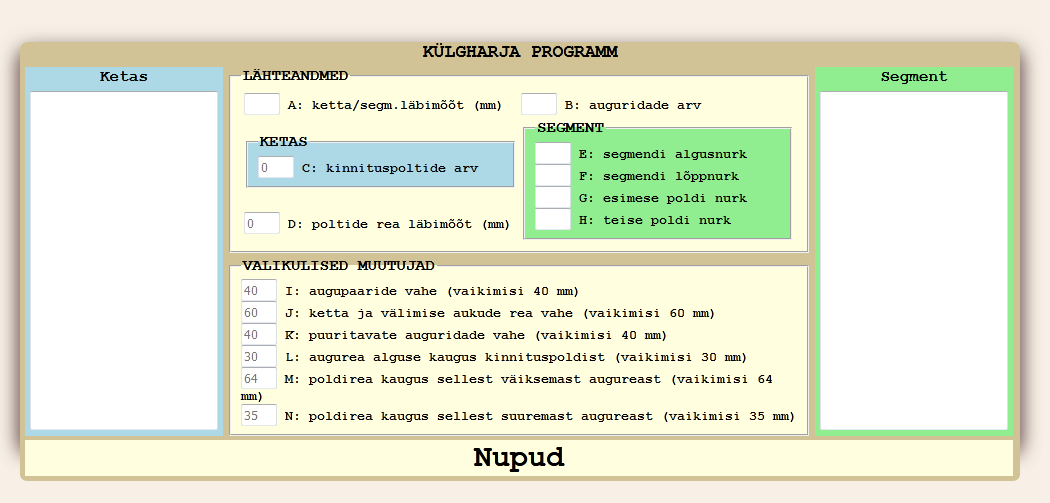 KÜLGHARJA PROGRAMM
Ketas
LÄHTEANDMED
A: ketta/segm.läbimõõt (mm)
B: auguridade arv
KETAS
0 C: kinnituspoltide arv
SEGMENT
E: segmendi algusnurk
F: segmendi lõppnurk
G: esimese poldi nurk
H: teise poldi nurk
0 D: poltide rea läbimõõt (mm)
VALIKULISED MUUTUJAD
40 I: augupaaride vahe (vaikimisi 40 mm)
60 J: ketta ja välimise aukude rea vahe (vaikimisi 60 mm)
40 K: puuritavate auguridade vahe (vaikimisi 40 mm)
30 L: augurea alguse kaugus kinnituspoldist (vaikimisi 30 mm)
64 M: poldirea kaugus sellest väiksemast augureast (vaikimisi 64
mm)
35 N: poldirea kaugus sellest suuremast augureast (vaikimisi 35 mm)
Segment
Nupud